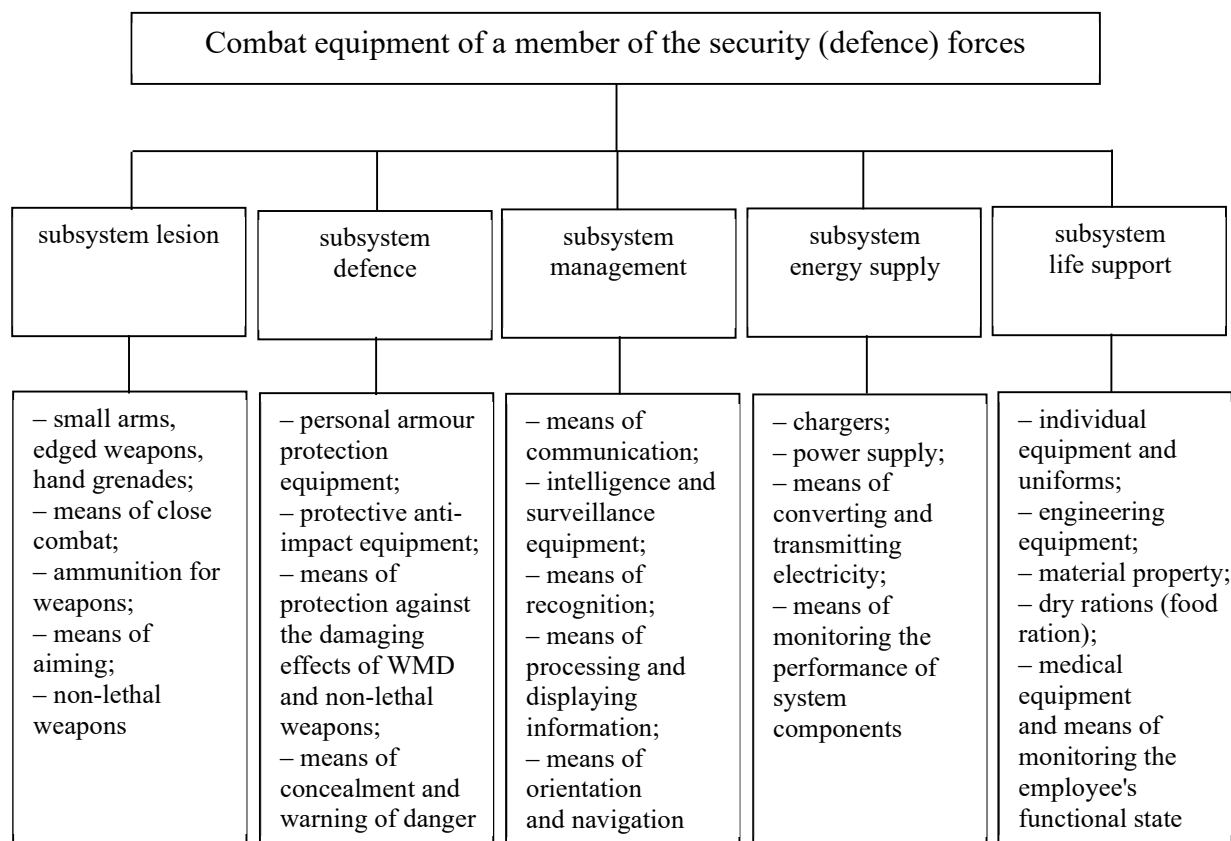 Combat equipment of a member of the security (defence) forces
subsystem lesion
subsystem
defence
subsystem
management
subsystem
energy supply
subsystem
life support
– small arms,
edged weapons,
hand grenades;
– means of close
combat;
– ammunition for
weapons;
– means of
aiming;
– non-lethal
weapons
– personal armour
protection
equipment;
– protective anti-
impact equipment;
– means of
protection against
the damaging
effects of WMD
and non-lethal
weapons;
– means of
concealment and
warning of danger
– means of
communication;
– intelligence and
surveillance
equipment;
– means of
recognition;
– means of
processing and
displaying
information;
– means of
orientation
and navigation
– chargers;
– power supply;
– means of
converting and
transmitting
electricity;
– means of
monitoring the
performance of
system
components
– individual
equipment and
uniforms;
– engineering
equipment;
– material property;
– dry rations (food
ration);
– medical
equipment
and means of
monitoring the
employee's
functional state